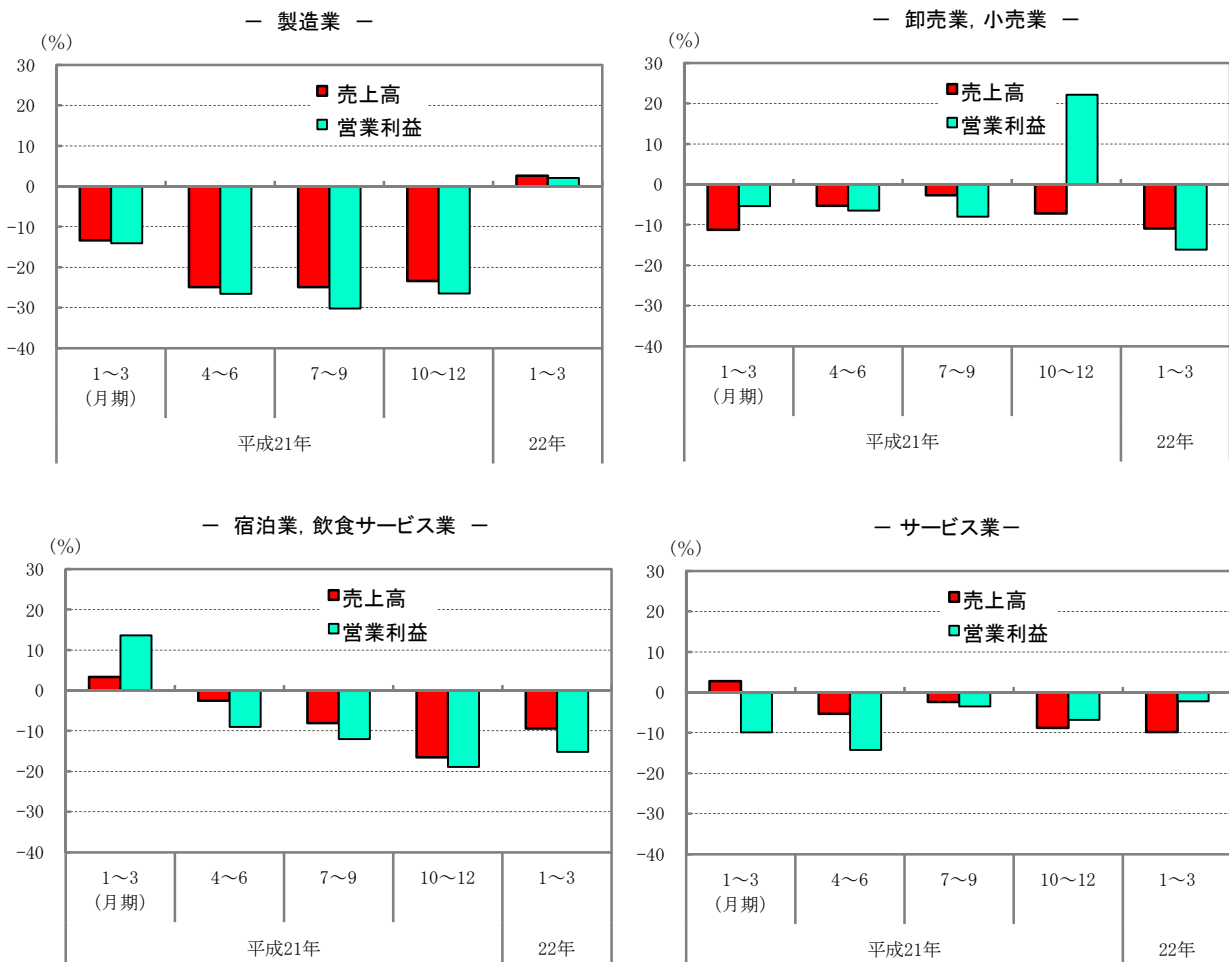 － 製造業 －
(%)
30
20
10
0
-10
-20
-30
-40
売上高
営業利益
1～3
(月期)
4～6
7～9
10～12
1～3
平成21年
22年
－ 卸売業, 小売業 －
(%)
30
20
10
0
-10
-20
-30
-40
売上高
営業利益
1～3
(月期)
4～6
7～9
10～12
1～3
平成21年
22年
－ 宿泊業, 飲食サービス業 －
(%)
30
20
10
0
-10
-20
-30
-40
売上高
営業利益
1～3
(月期)
4～6
7～9
10～12
1～3
平成21年
22年
－ サービス業－
(%)
30
20
10
0
-10
-20
-30
-40
売上高
営業利益
1～3
(月期)
4～6
7～9
10～12
1～3
平成21年
22年